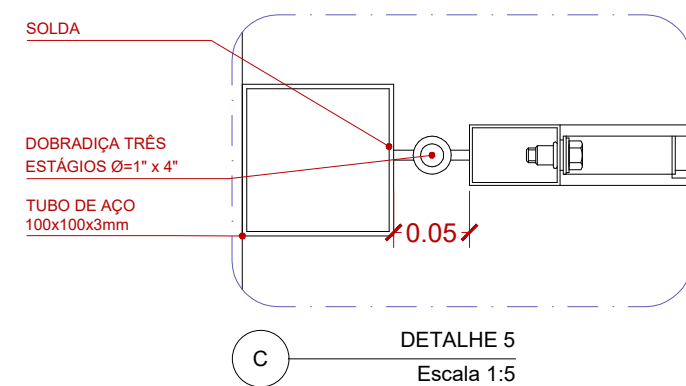 SOLDA
DOBRADIÇA TRÊS
ESTÁGIOS Ø=1" x 4"
TUBO DE AÇO
100x100x3mm
0.05
C
DETALHE 5
Escala 1:5